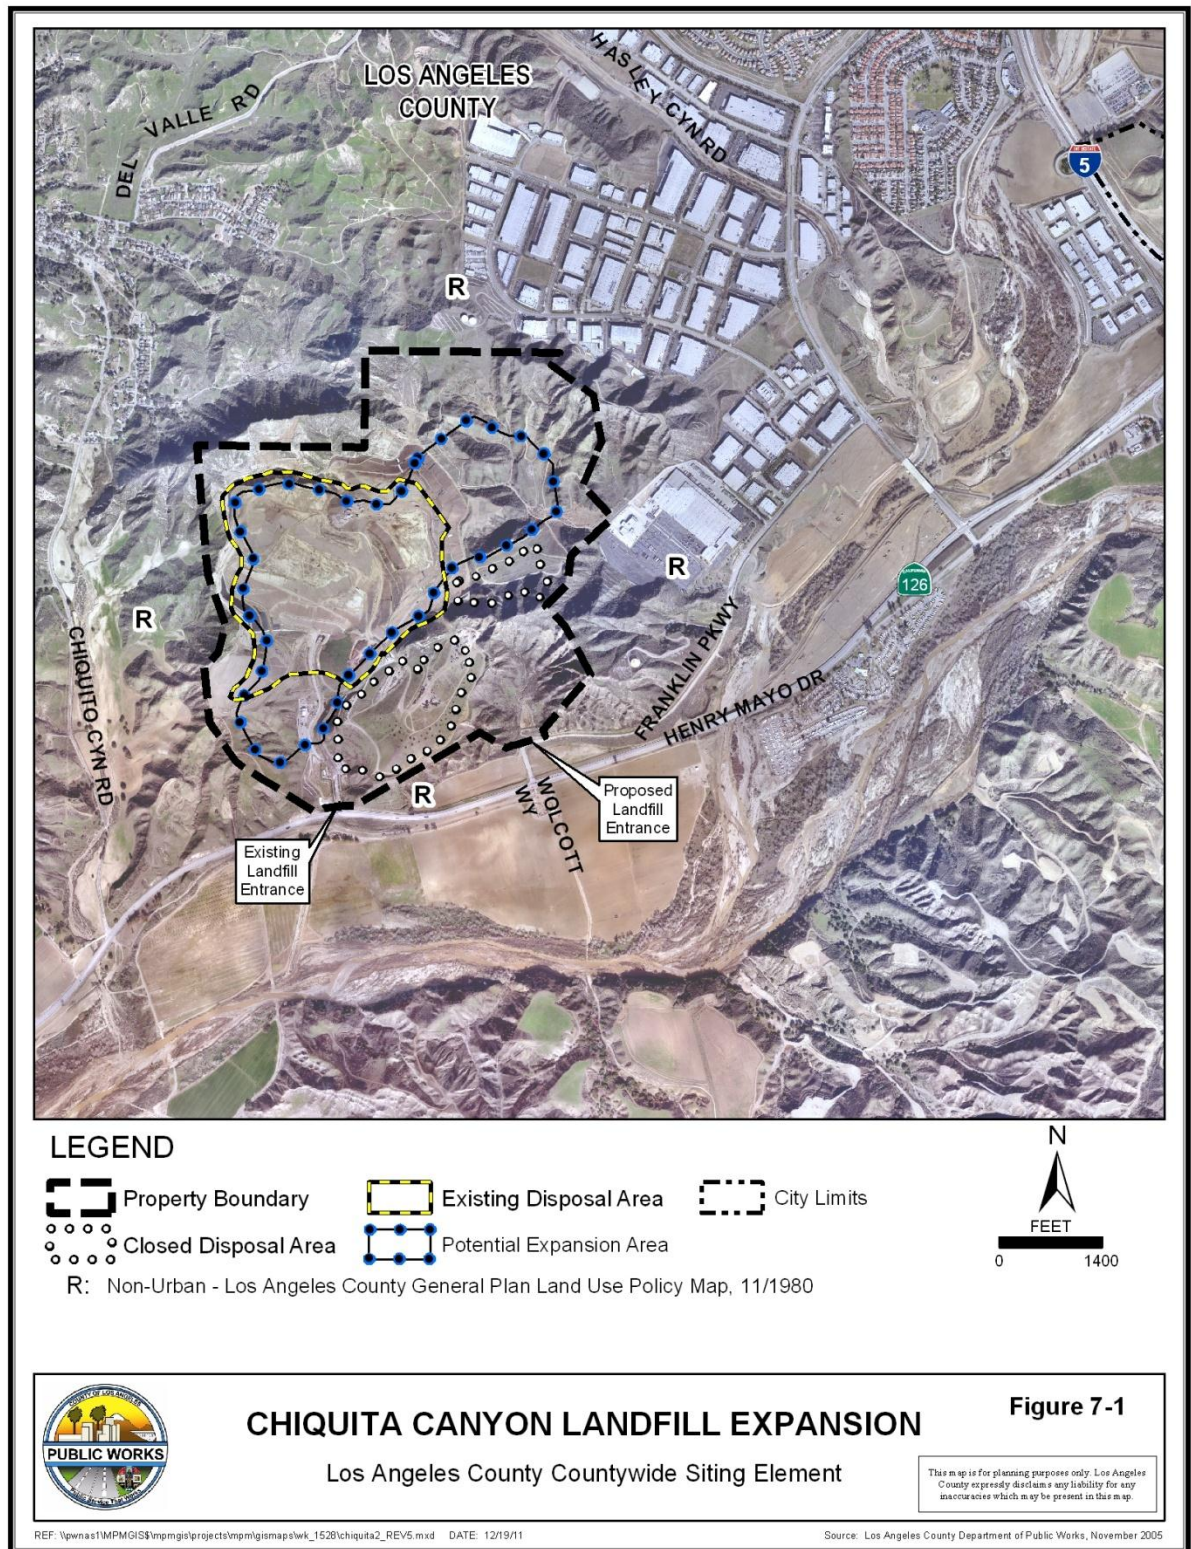 LOS ANGELES
COUNTY
DEL VALLE RD
HASLEY CYN RD
INTERSTATE
5
R
R
CALIFORNIA
126
R
CHIQUITO CYN RD
FRANKLIN PKWY
HENRY MAYO DR
R
WOLCOTT
WY
Proposed
Landfill
Entrance
Existing
Landfill
Entrance
LEGEND
Property Boundary
Existing Disposal Area
City Limits
Closed Disposal Area
Potential Expansion Area
R: Non-Urban - Los Angeles County General Plan Land Use Policy Map, 11/1980
N
FEET
0 1400
COUNTY OF LOS ANGELES
PUBLIC WORKS
CHIQUITA CANYON LANDFILL EXPANSION
Los Angeles County Countywide Siting Element
Figure 7-1
This map is for planning purposes only. Los Angeles
County expressly disclaims any liability for any
inaccuracies which may be present in this map.
REF: \\pwnas1\MPMGIS$\mpmgis\projects\mpm\gismaps\wk_1528\chiquita2_REV5.mxd DATE: 12/19/11
Source: Los Angeles County Department of Public Works, November 2005